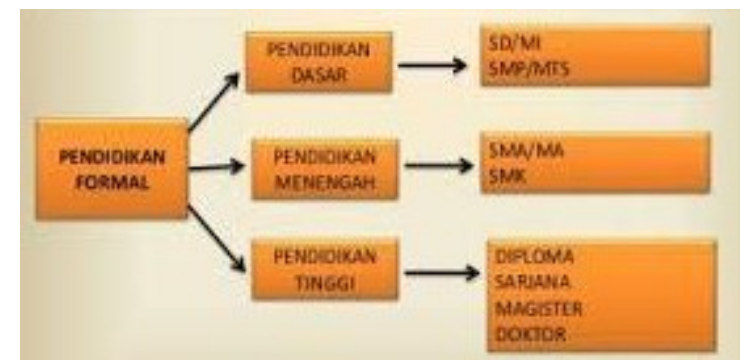 PENDIDIKAN
FORMAL
PENDIDIKAN
DASAR
SD/MI
SMP/MTS
PENDIDIKAN
MENENGAH
SMA/MA
SMK
PENDIDIKAN
TINGGI
DIPLOMA
SARJANA
MAGISTER
DOKTOR